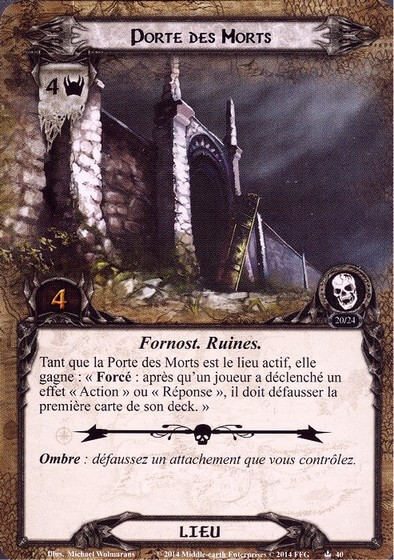 Porte des Morts
4
4
20/24
Fornost. Ruines.
Tant que la Porte des Morts est le lieu actif, elle
gagne : « Forcé : après qu'un joueur a déclenché un
effet « Action » ou « Réponse », il doit défausser la
première carte de son deck. »
Ombre : défaussez un attachement que vous contrôlez.
LIEU
Illus. Michael Wolmarans © 2014 Middle-earth Enterprises © 2014 FFG 40